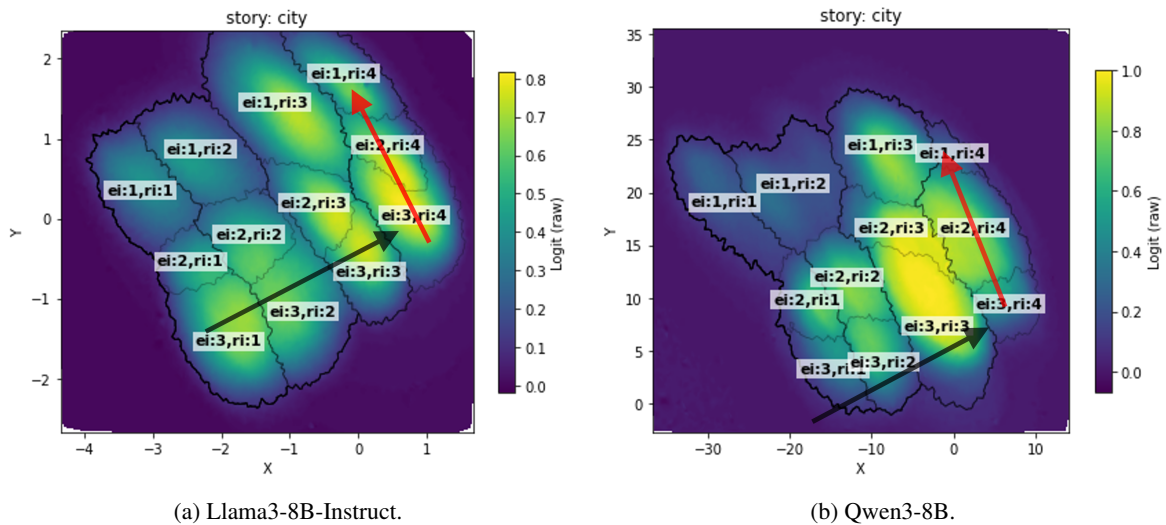 story: city
2
1
0
−1
−2
Y
−4
−3
−2
−1
0
1
X
ei:1,ri:4
ei:1,ri:3
ei:2,ri:4
ei:1,ri:2
ei:1,ri:1
ei:2,ri:3
ei:3,ri:4
ei:2,ri:2
ei:2,ri:1
ei:3,ri:3
ei:3,ri:2
ei:3,ri:1
0.8
0.7
0.6
0.5
0.4
0.3
0.2
0.1
0.0
Logit (raw)
(a) Llama3-8B-Instruct.
story: city
35
30
25
20
15
10
5
0
Y
−30
−20
−10
0
10
X
ei:1,ri:3
ei:1,ri:4
ei:1,ri:2
ei:1,ri:1
ei:2,ri:3
ei:2,ri:4
ei:2,ri:2
ei:2,ri:1
ei:3,ri:4
ei:3,ri:3
ei:3,ri:2
ei:3,ri:1
1.0
0.8
0.6
0.4
0.2
0.0
Logit (raw)
(b) Qwen3-8B.